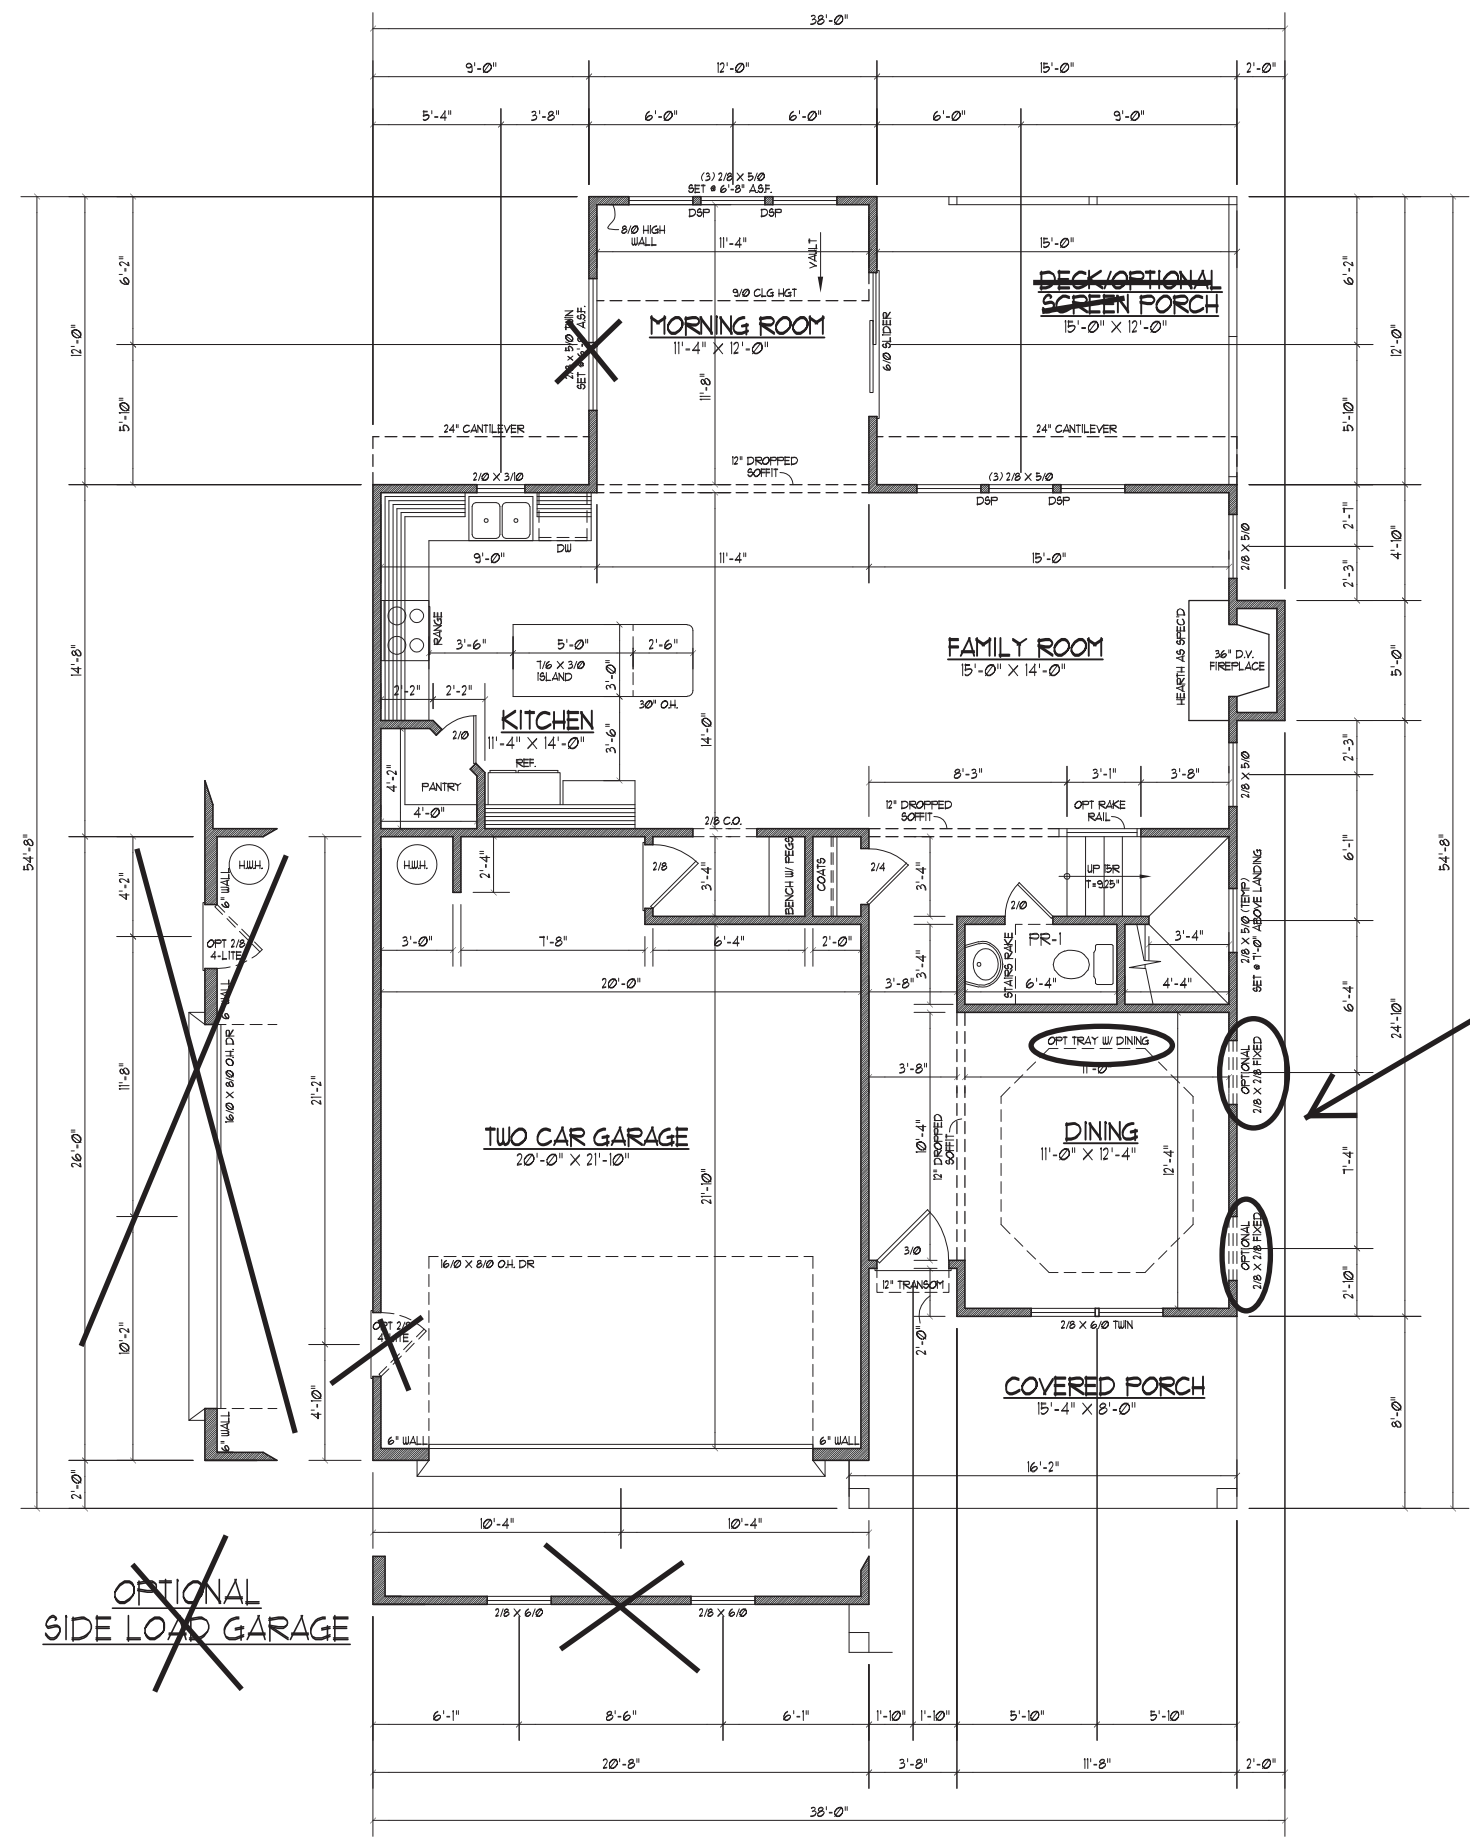 38'-0"
9'-0" 12'-0" 15'-0" 2'-0"
5'-4" 3'-8" 6'-0" 6'-0" 6'-0" 9'-0"
(3) 2/8 X 5/0
SET @ 6'-8" A.S.F.
DSP DSP
8/0 HIGH
WALL
11'-4"
VAULT
15'-0"
6'-2"
12'-0"
5'-10"
9/0 CLG HGT
MORNING ROOM
11'-4" X 12'-0"
11'-8"
6/0 SLIDER
DECK/OPTIONAL
SCREEN PORCH
15'-0" X 12'-0"
6'-2"
12'-0"
5'-10"
24" CANTILEVER
24" CANTILEVER
12" DROPPED
SOFFIT
2/0 X 3/10
(3) 2/8 X 5/0
DSP DSP
DW
9'-0" 11'-4" 15'-0"
2/8 X 5/0
2'-7"
4'-10"
2'-3"
RANGE
3'-6" 5'-0" 2'-6"
7/6 X 3/0
ISLAND
3'-0"
30" O.H.
2'-2" 2'-2"
KITCHEN
11'-4" X 14'-0"
3'-6"
14'-0"
14'-8"
FAMILY ROOM
15'-0" X 14'-0"
HEARTH AS SPEC'D
36" D.V.
FIREPLACE
5'-0"
2/0
REF.
PANTRY
4'-2"
4'-0"
8'-3" 3'-1" 3'-8"
12" DROPPED
SOFFIT
OPT RAKE
RAIL
2/8 X 5/0
2'-3"
2/8 C.O.
54'-8"
54'-8"
H.W.H.
H.W.H.
2'-4"
2/8
3'-4"
BENCH W/ PEGS
COATS
2/4
3'-4"
UP 15R
T=9.25"
2/0
2/8 X 5/0 (TEMP)
SET @ 7'-0" ABOVE LANDING
6'-1"
4'-2"
6" WALL
OPT 2/8
4-LITE
6" WALL
3'-0" 7'-8" 6'-4" 2'-0"
20'-0"
3'-8"
3'-4"
STAIRS RAKE
PR-1
6'-4"
3'-4"
4'-4"
6'-4"
24'-10"
11'-8"
16/0 X 8/0 O.H. DR
21'-2"
26'-0"
OPT TRAY W/ DINING
3'-8" 11'-0"
OPTIONAL
2/8 X 2/8 FIXED
TWO CAR GARAGE
20'-0" X 21'-10"
21'-10"
10'-4"
12" DROPPED
SOFFIT
DINING
11'-0" X 12'-4"
12'-4"
7'-4"
OPTIONAL
2/8 X 2/8 FIXED
2'-10"
3/0
12" TRANSOM
2'-0"
2/8 X 6/0 TWIN
16/0 X 8/0 O.H. DR
10'-2"
4'-10"
6" WALL
6" WALL 6" WALL
COVERED PORCH
15'-4" X 8'-0"
8'-0"
16'-2"
2'-0"
10'-4" 10'-4"
OPTIONAL
SIDE LOAD GARAGE
2/8 X 6/0 2/8 X 6/0
6'-1" 8'-6" 6'-1" 1'-10" 1'-10" 5'-10" 5'-10"
20'-8" 3'-8" 11'-8" 2'-0"
38'-0"